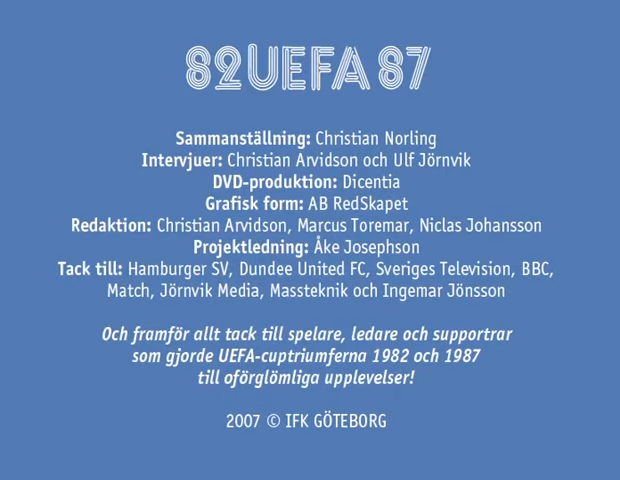 82 UEFA 87
Sammanställning: Christian Norling
Intervjuer: Christian Arvidson och Ulf Jörnvik
DVD-produktion: Dicentia
Grafisk form: AB RedSkapet
Redaktion: Christian Arvidson, Marcus Toremar, Niclas Johansson
Projektledning: Åke Josephson
Tack till: Hamburger SV, Dundee United FC, Sveriges Television, BBC,
Match, Jörnvik Media, Massteknik och Ingemar Jönsson
Och framför allt tack till spelare, ledare och supportrar
som gjorde UEFA-cuptriumferna 1982 och 1987
till oförglömliga upplevelser!
2007 © IFK GÖTEBORG